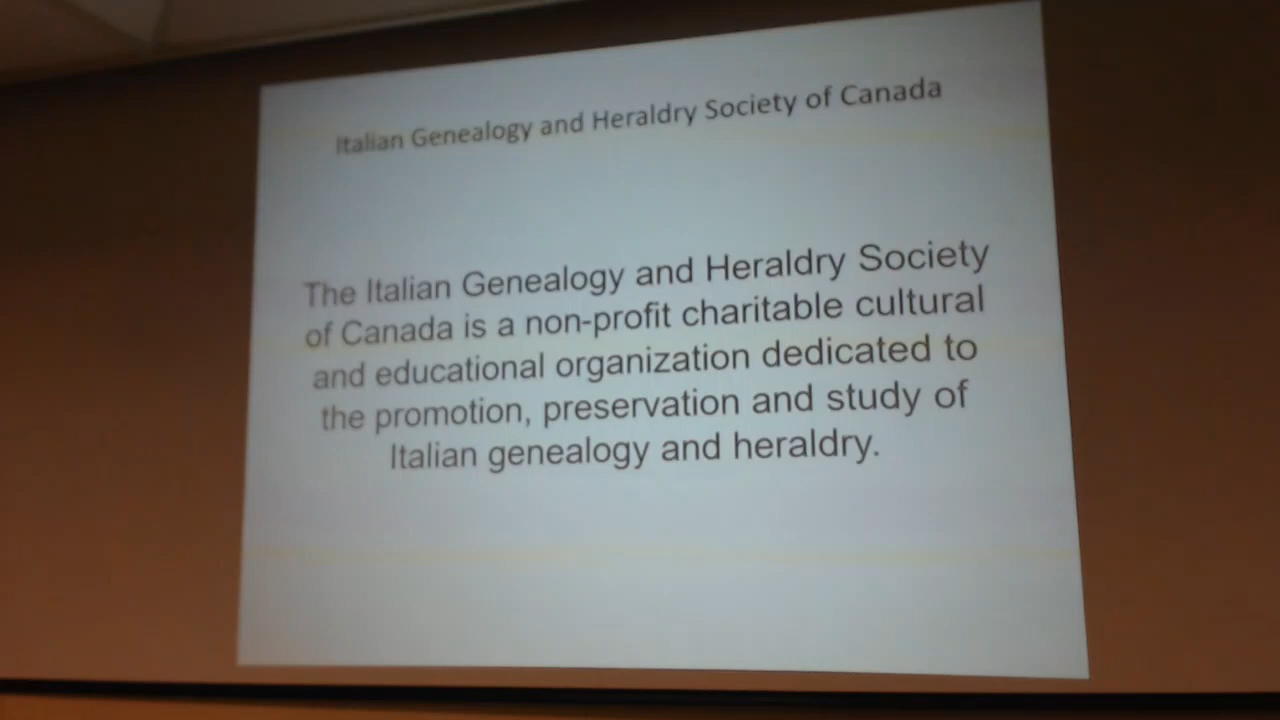 Italian Genealogy and Heraldry Society of Canada
The Italian Genealogy and Heraldry Society
of Canada is a non-profit charitable cultural
and educational organization dedicated to
the promotion, preservation and study of
Italian genealogy and heraldry.